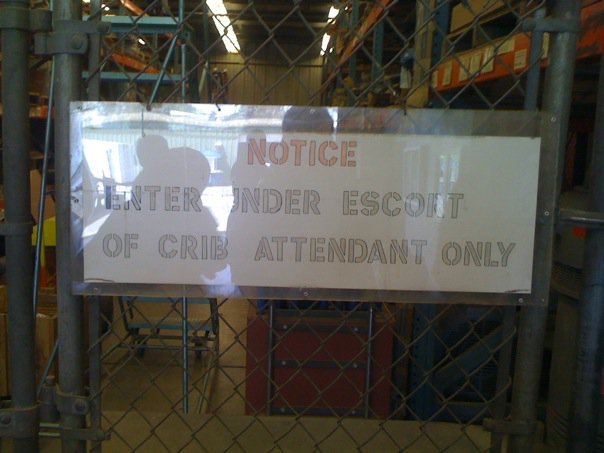 NOTICE
ENTER UNDER ESCORT
OF CRIB ATTENDANT ONLY